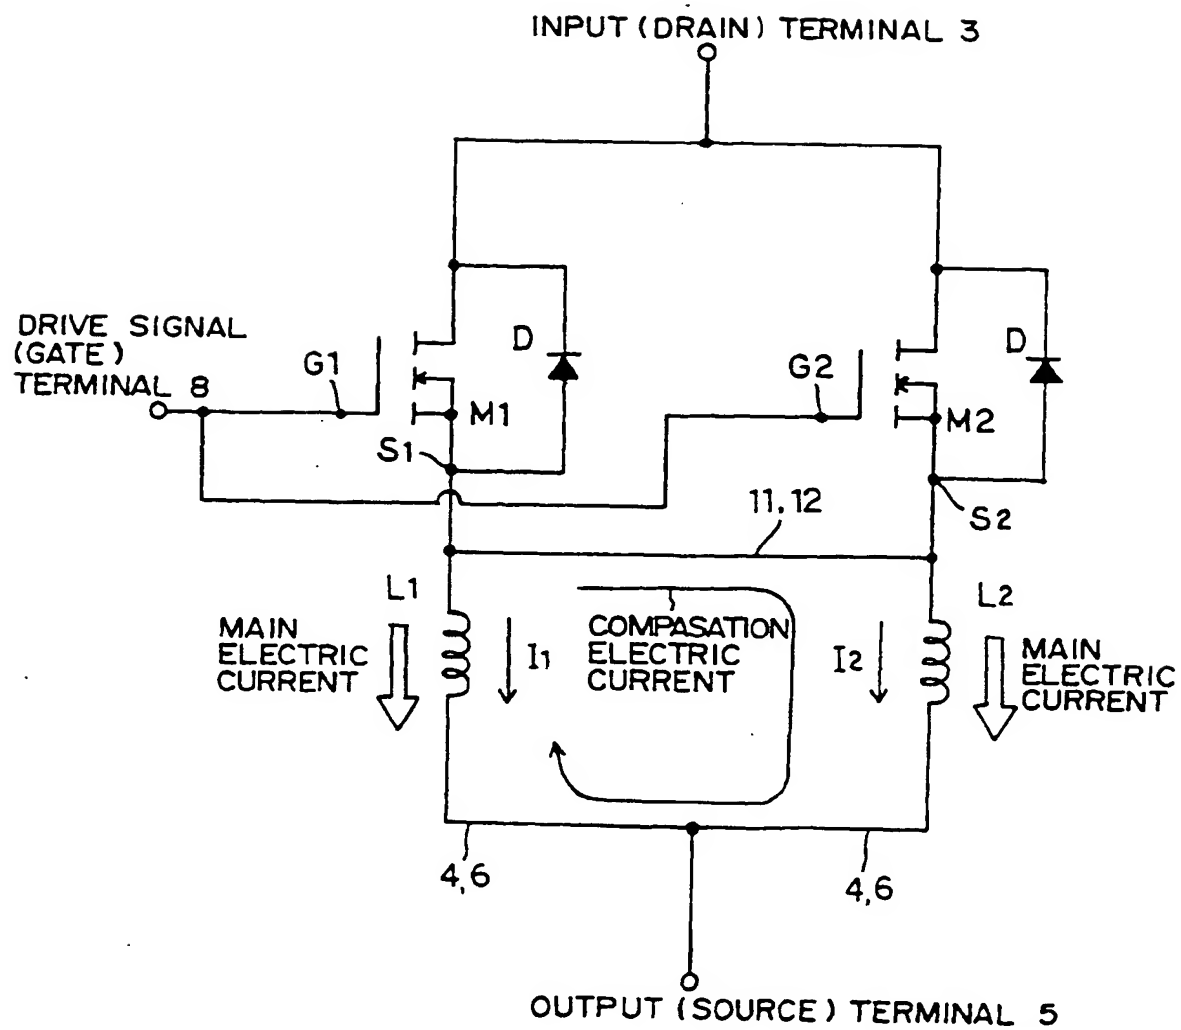 INPUT (DRAIN) TERMINAL 3
DRIVE SIGNAL
(GATE)
TERMINAL 8
G1
D
M1
S1
G2
D
M2
S2
11,12
L1
MAIN
ELECTRIC
CURRENT
I1
COMPASATION
ELECTRIC
CURRENT
I2
L2
MAIN
ELECTRIC
CURRENT
4,6
4,6
OUTPUT (SOURCE) TERMINAL 5